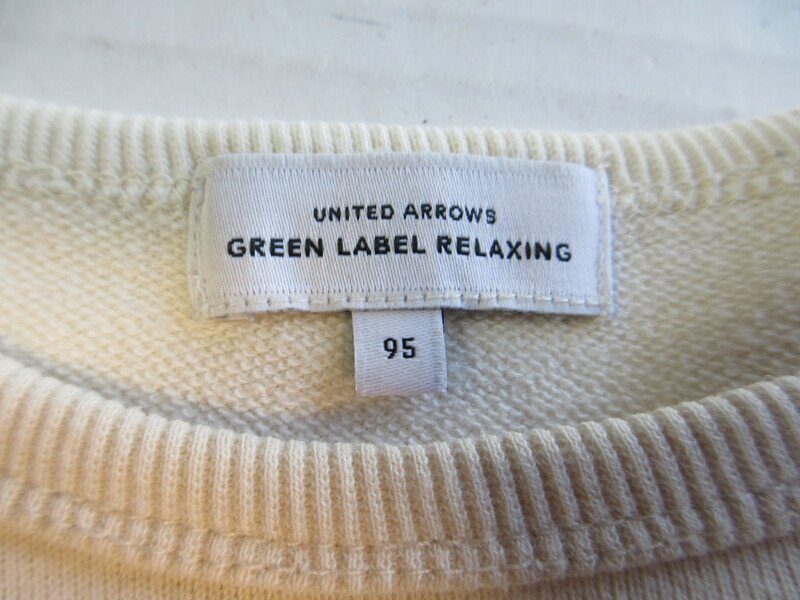 UNITED ARROWS
GREEN LABEL RELAXING
95